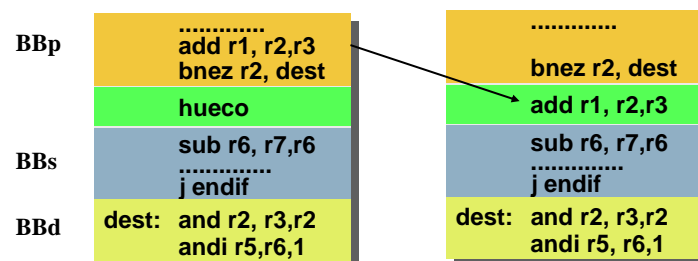 BBp
.............
add r1, r2,r3
bnez r2, dest
hueco
BBs
sub r6, r7,r6
..............
j endif
BBd
dest: and r2, r3,r2
andi r5,r6,1
.............
bnez r2, dest
add r1, r2,r3
sub r6, r7,r6
..............
j endif
dest: and r2, r3,r2
andi r5, r6,1